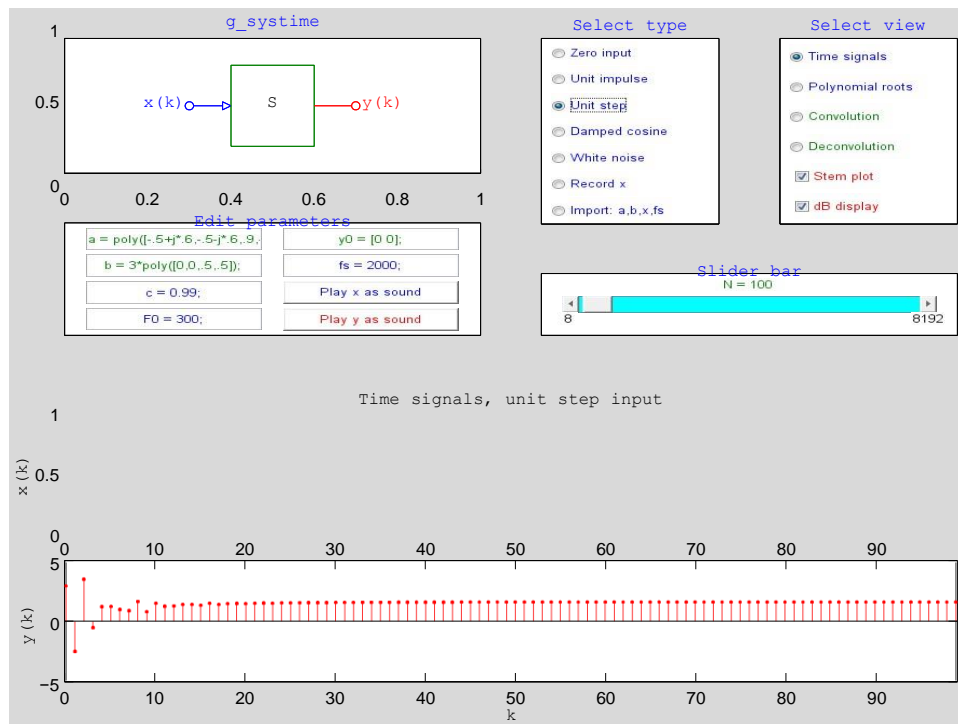 g_systime
1
0.5
0
0 0.2 0.4 0.6 0.8 1
x(k)
S
y(k)
Select type
Zero input
Unit impulse
Unit step
Damped cosine
White noise
Record x
Import: a,b,x,fs
Select view
Time signals
Polynomial roots
Convolution
Deconvolution
Stem plot
dB display
Edit parameters
a = poly([-.5+j*.6,-.5-j*.6,.9,-
y0 = [0 0];
b = 3*poly([0,0,.5,.5]);
fs = 2000;
c = 0.99;
Play x as sound
F0 = 300;
Play y as sound
Slider bar
N = 100
8
8192
Time signals, unit step input
1
0.5
0
x(k)
0 10 20 30 40 50 60 70 80 90
5
0
−5
y(k)
0 10 20 30 40 50 60 70 80 90
k